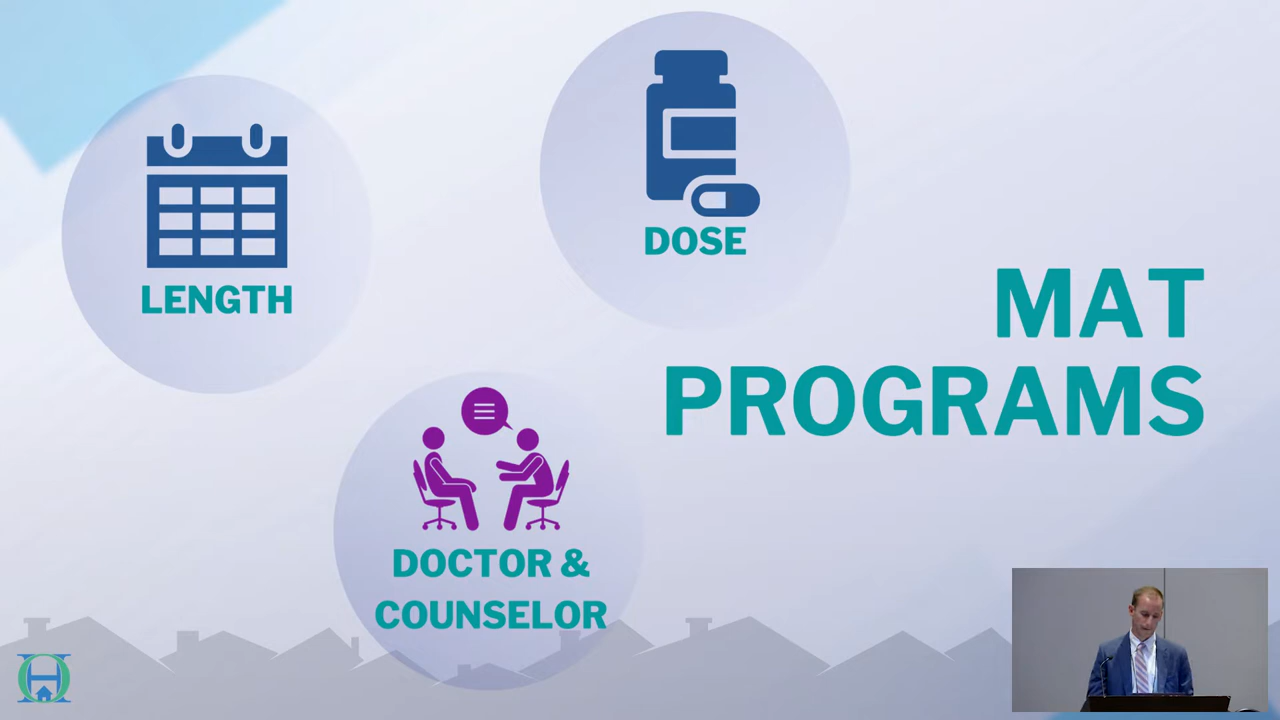 LENGTH
DOSE
MAT
PROGRAMS
DOCTOR &
COUNSELOR